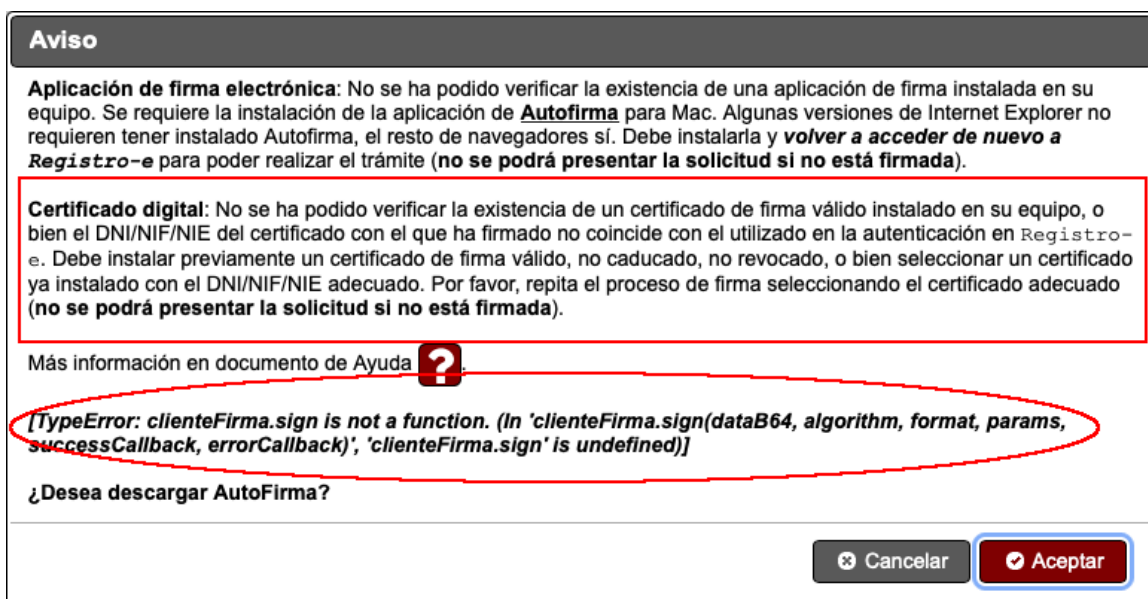 Aviso
Aplicación de firma electrónica: No se ha podido verificar la existencia de una aplicación de firma instalada en su
equipo. Se requiere la instalación de la aplicación de Autofirma para Mac. Algunas versiones de Internet Explorer no
requieren tener instalado Autofirma, el resto de navegadores sí. Debe instalarla y volver a acceder de nuevo a
Registro-e para poder realizar el trámite (no se podrá presentar la solicitud si no está firmada).
Certificado digital: No se ha podido verificar la existencia de un certificado de firma válido instalado en su equipo, o
bien el DNI/NIF/NIE del certificado con el que ha firmado no coincide con el utilizado en la autenticación en Registro-
e. Debe instalar previamente un certificado de firma válido, no caducado, no revocado, o bien seleccionar un certificado
ya instalado con el DNI/NIF/NIE adecuado. Por favor, repita el proceso de firma seleccionando el certificado adecuado
(no se podrá presentar la solicitud si no está firmada).
Más información en documento de Ayuda ?.
[TypeError: clienteFirma.sign is not a function. (In 'clienteFirma.sign(dataB64, algorithm, format, params,
successCallback, errorCallback)', 'clienteFirma.sign' is undefined)]
¿Desea descargar AutoFirma?
Cancelar
Aceptar